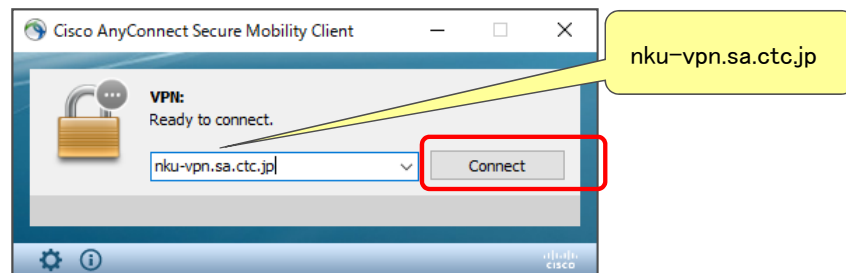 Cisco AnyConnect Secure Mobility Client
nku-vpn.sa.ctc.jp
VPN:
Ready to connect.
nku-vpn.sa.ctc.jp
Connect
cisco